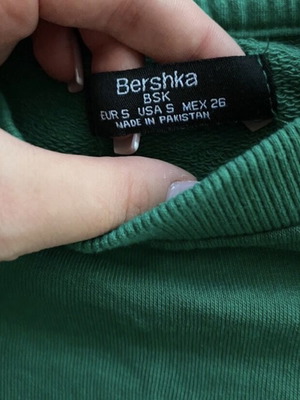 Bershka
BSK
EUR S USA S MEX 26
MADE IN PAKISTAN